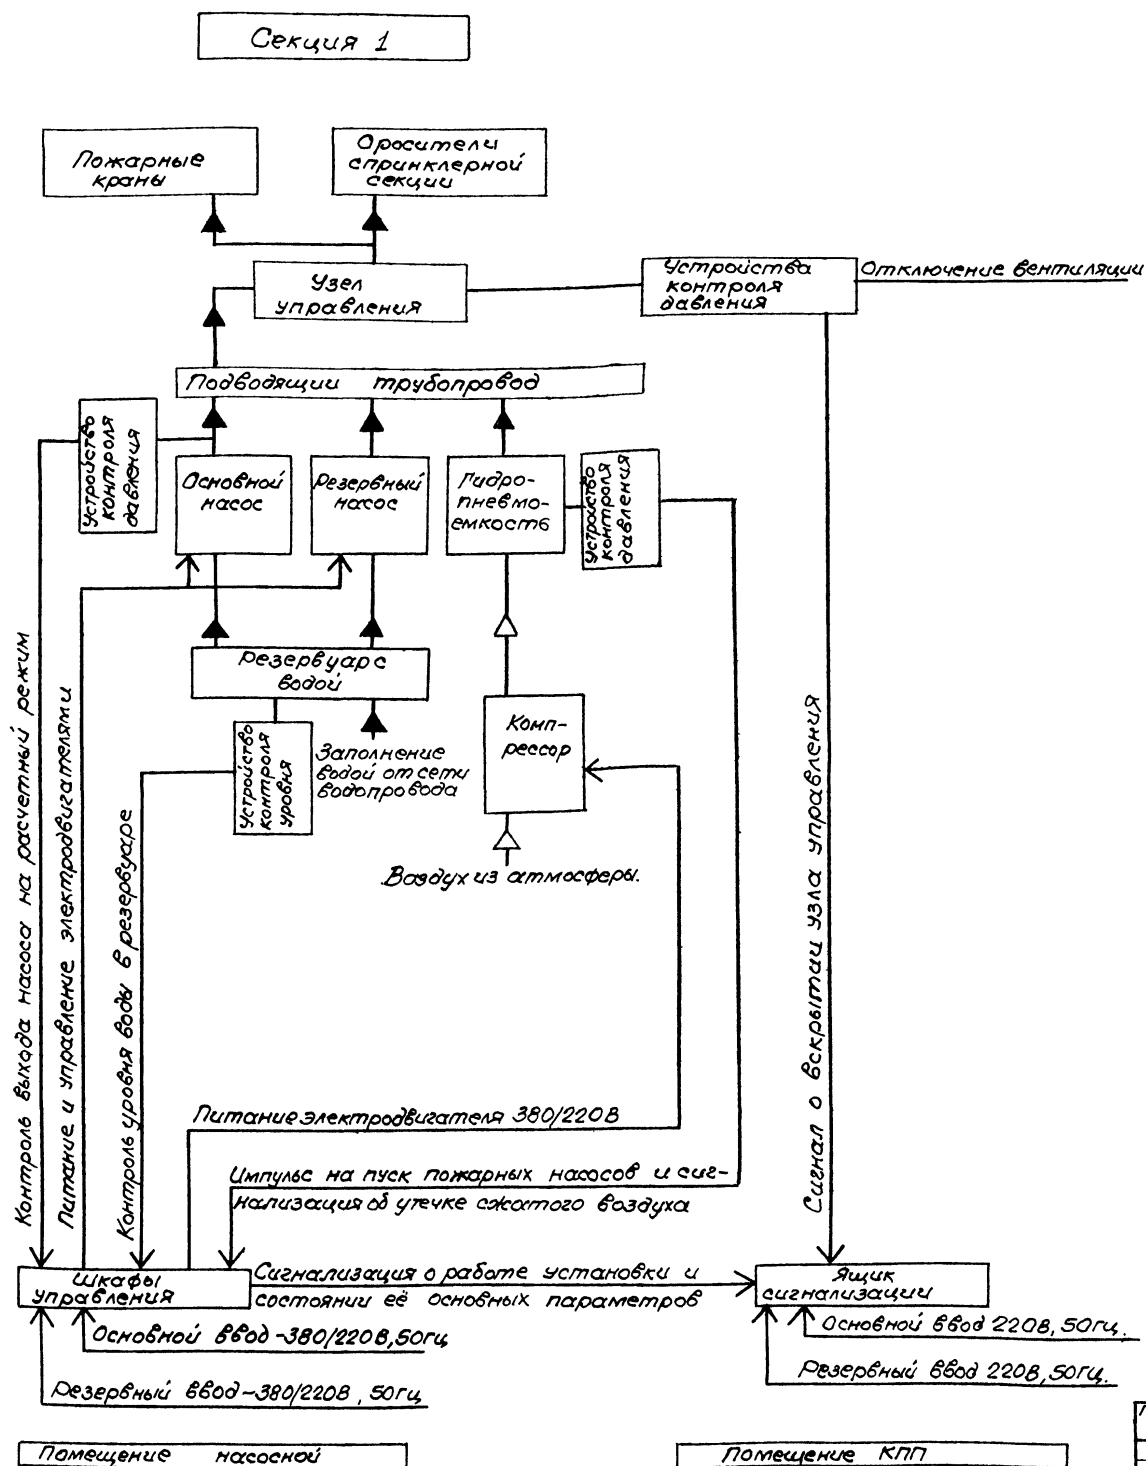 Секция 1
Пожарные
краны
Оросители
спринклерной
секции
Узел
управления
Устройства
контроля
давления
Отключение вентиляции
Подводящии трубопровод
Устройство
контроля
давления
Основной
насос
Резервный
насос
Гидро-
пневмо-
емкость
Устройство
контроля
давления
Резервуар с
водой
Устройство
контроля
уровня
Заполнение
водой от сети
водопровода
Комп-
рессор
Воздух из атмосферы.
Контроль выхода насоса на расчетный режим
Питание и управление электродвигателями
Контроль уровня воды в резервуаре
Сигнал о вскрытии узла управления
Питание электродвигателя 380/220В
Импульс на пуск пожарных насосов и сиг-
нализация об утечке сжатого воздуха
Шкафы
управления
Сигнализация о работе установки и
состоянии её основных параметров
Ящик
сигнализации
Основной ввод ~380/220В,50гц
Резервный ввод ~380/220В, 50гц
Основной ввод 220В, 50гц.
Резервный ввод 220В,50гц.
Помещение насосной
Помещение КПП